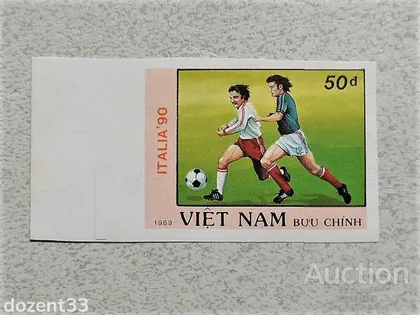 50đ
ITALIA'90
1989 VIỆT NAM BƯU CHÍNH
Auction
dozent33